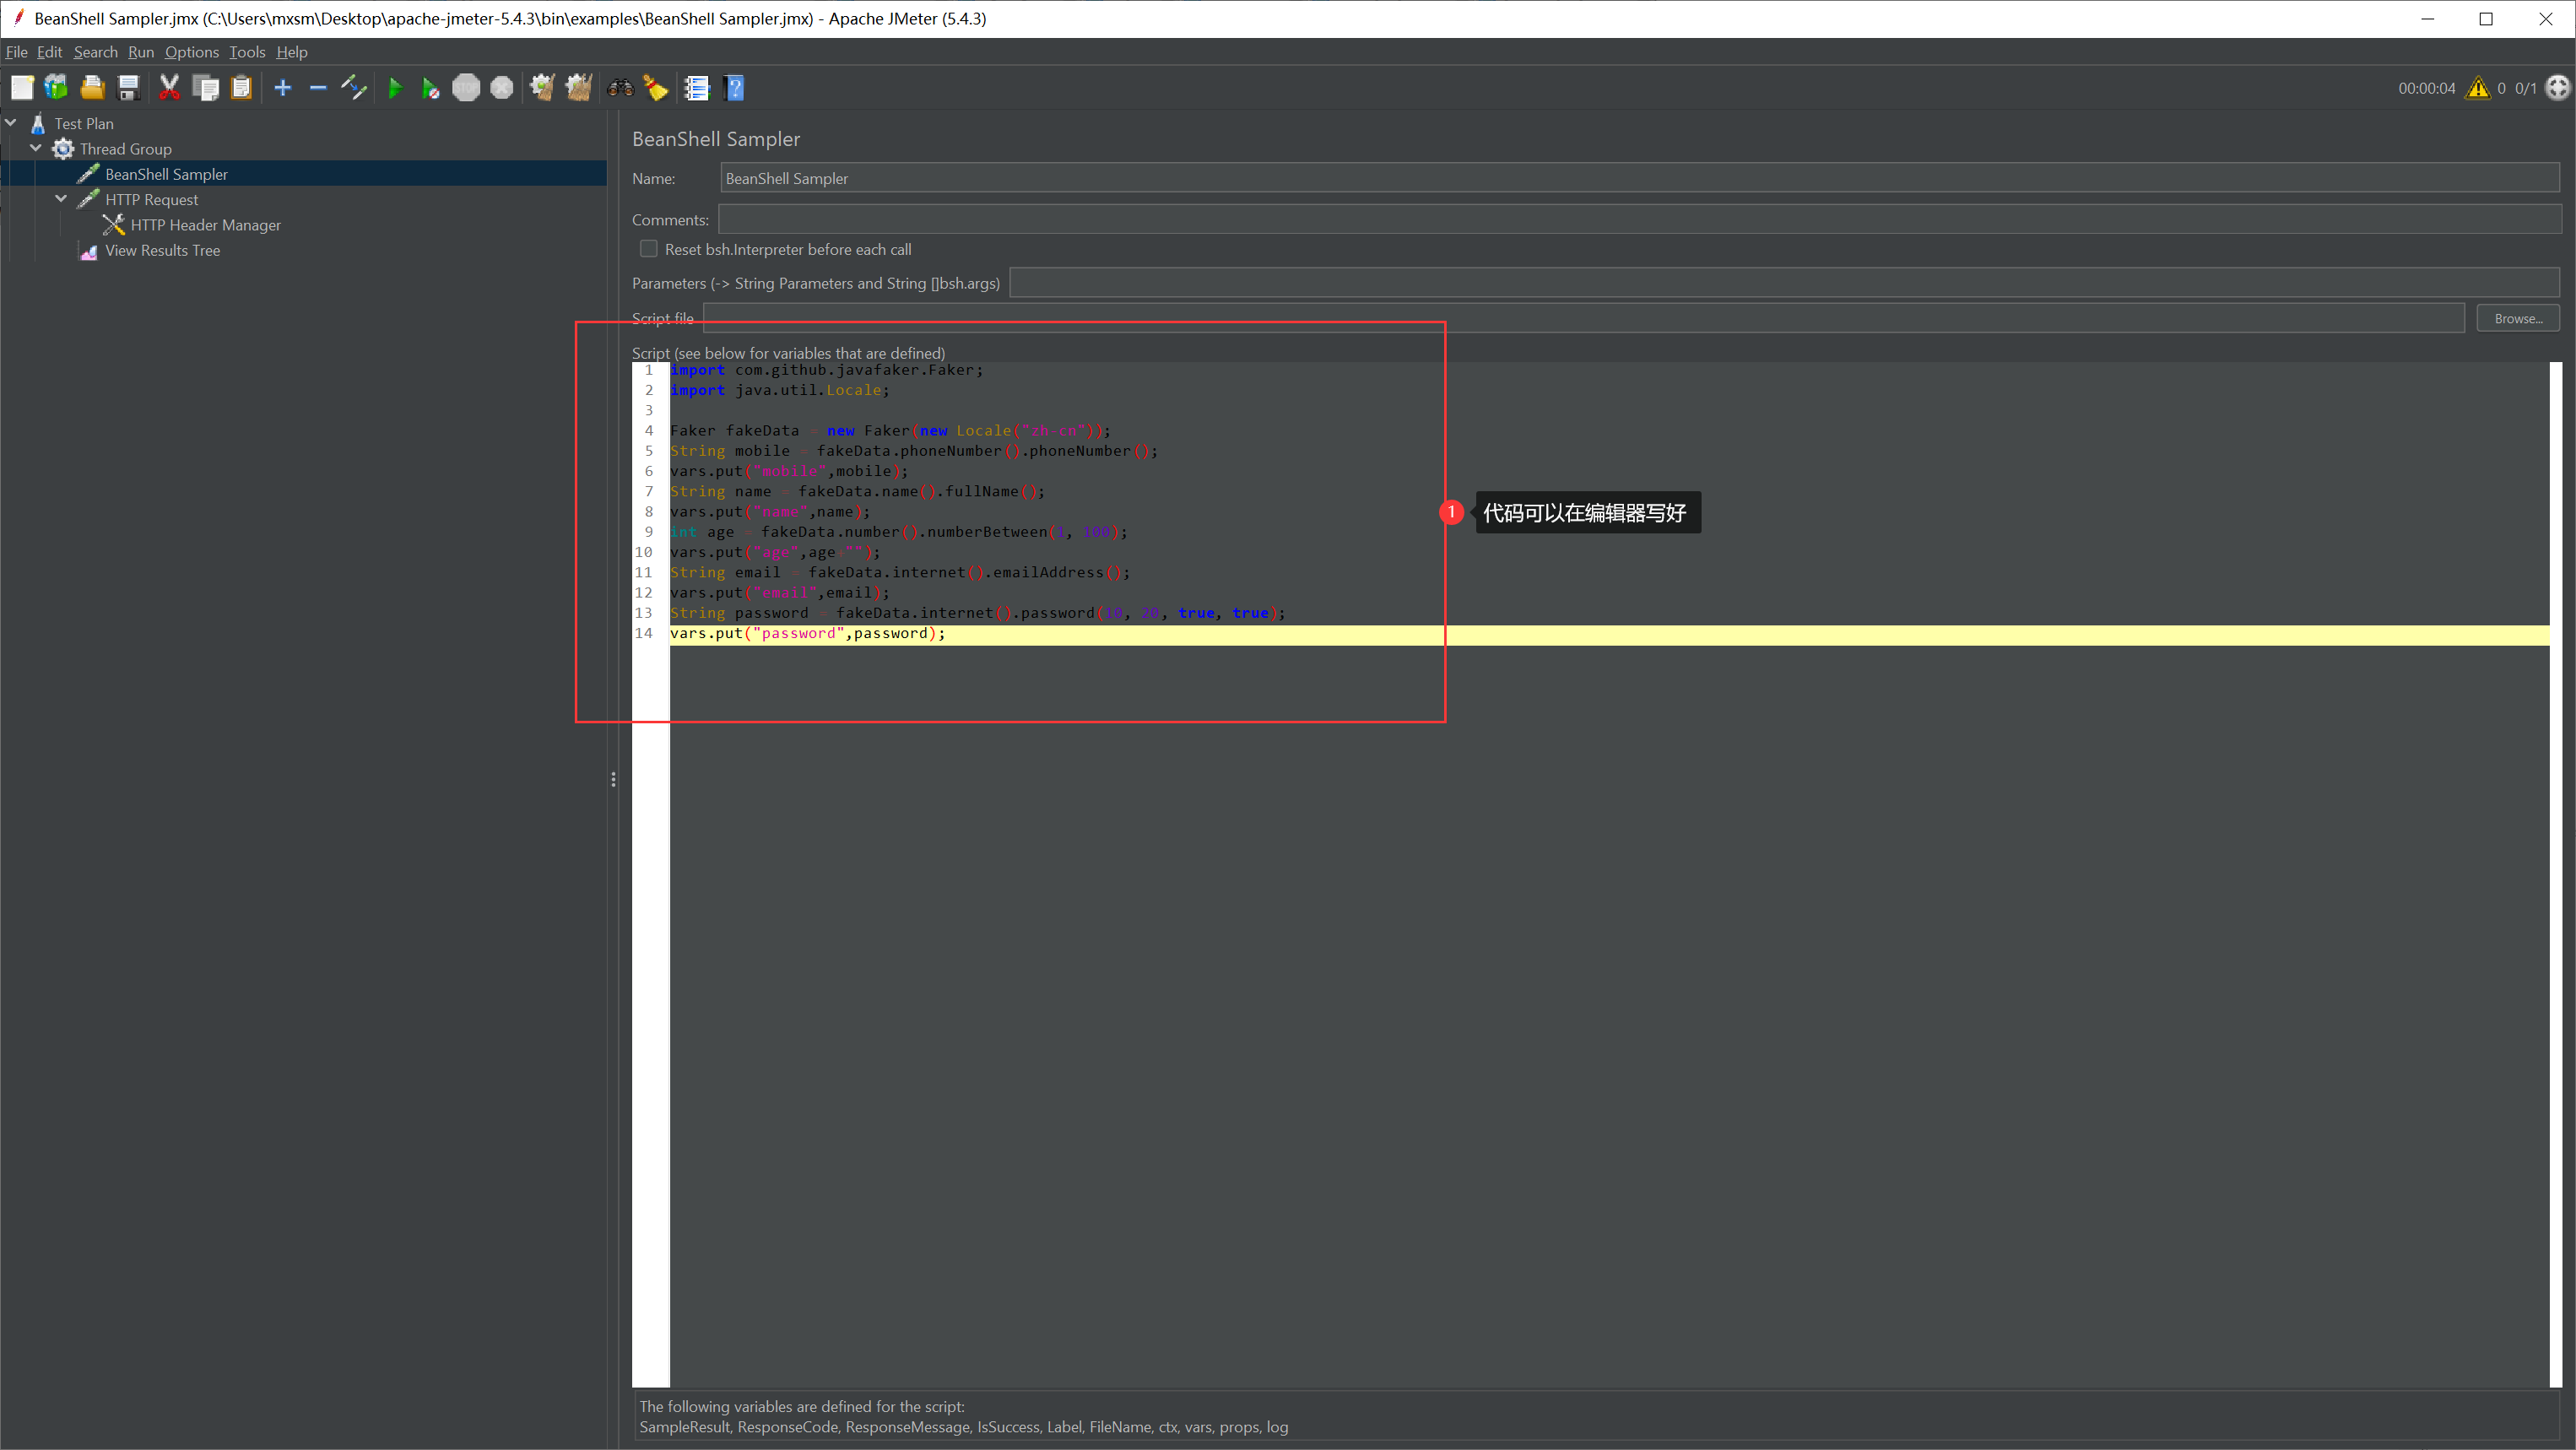 BeanShell Sampler.jmx (C:\Users\mxsm\Desktop\apache-jmeter-5.4.3\bin\examples\BeanShell Sampler.jmx) - Apache JMeter (5.4.3)
File Edit Search Run Options Tools Help
STOP
00:00:04 0 0/1
Test Plan
Thread Group
BeanShell Sampler
HTTP Request
HTTP Header Manager
View Results Tree
BeanShell Sampler
Name: BeanShell Sampler
Comments:
Reset bsh.Interpreter before each call
Parameters (-> String Parameters and String []bsh.args)
Script file
Browse...
Script (see below for variables that are defined)
1 import com.github.javafaker.Faker;
2 import java.util.Locale;
3
4 Faker fakeData = new Faker(new Locale("zh-cn"));
5 String mobile = fakeData.phoneNumber().phoneNumber();
6 vars.put("mobile",mobile);
7 String name = fakeData.name().fullName();
8 vars.put("name",name);
9 int age = fakeData.number().numberBetween(1, 100);
10 vars.put("age",age+"");
11 String email = fakeData.internet().emailAddress();
12 vars.put("email",email);
13 String password = fakeData.internet().password(10, 20, true, true);
14 vars.put("password",password);
1 代码可以在编辑器写好
The following variables are defined for the script:
SampleResult, ResponseCode, ResponseMessage, IsSuccess, Label, FileName, ctx, vars, props, log